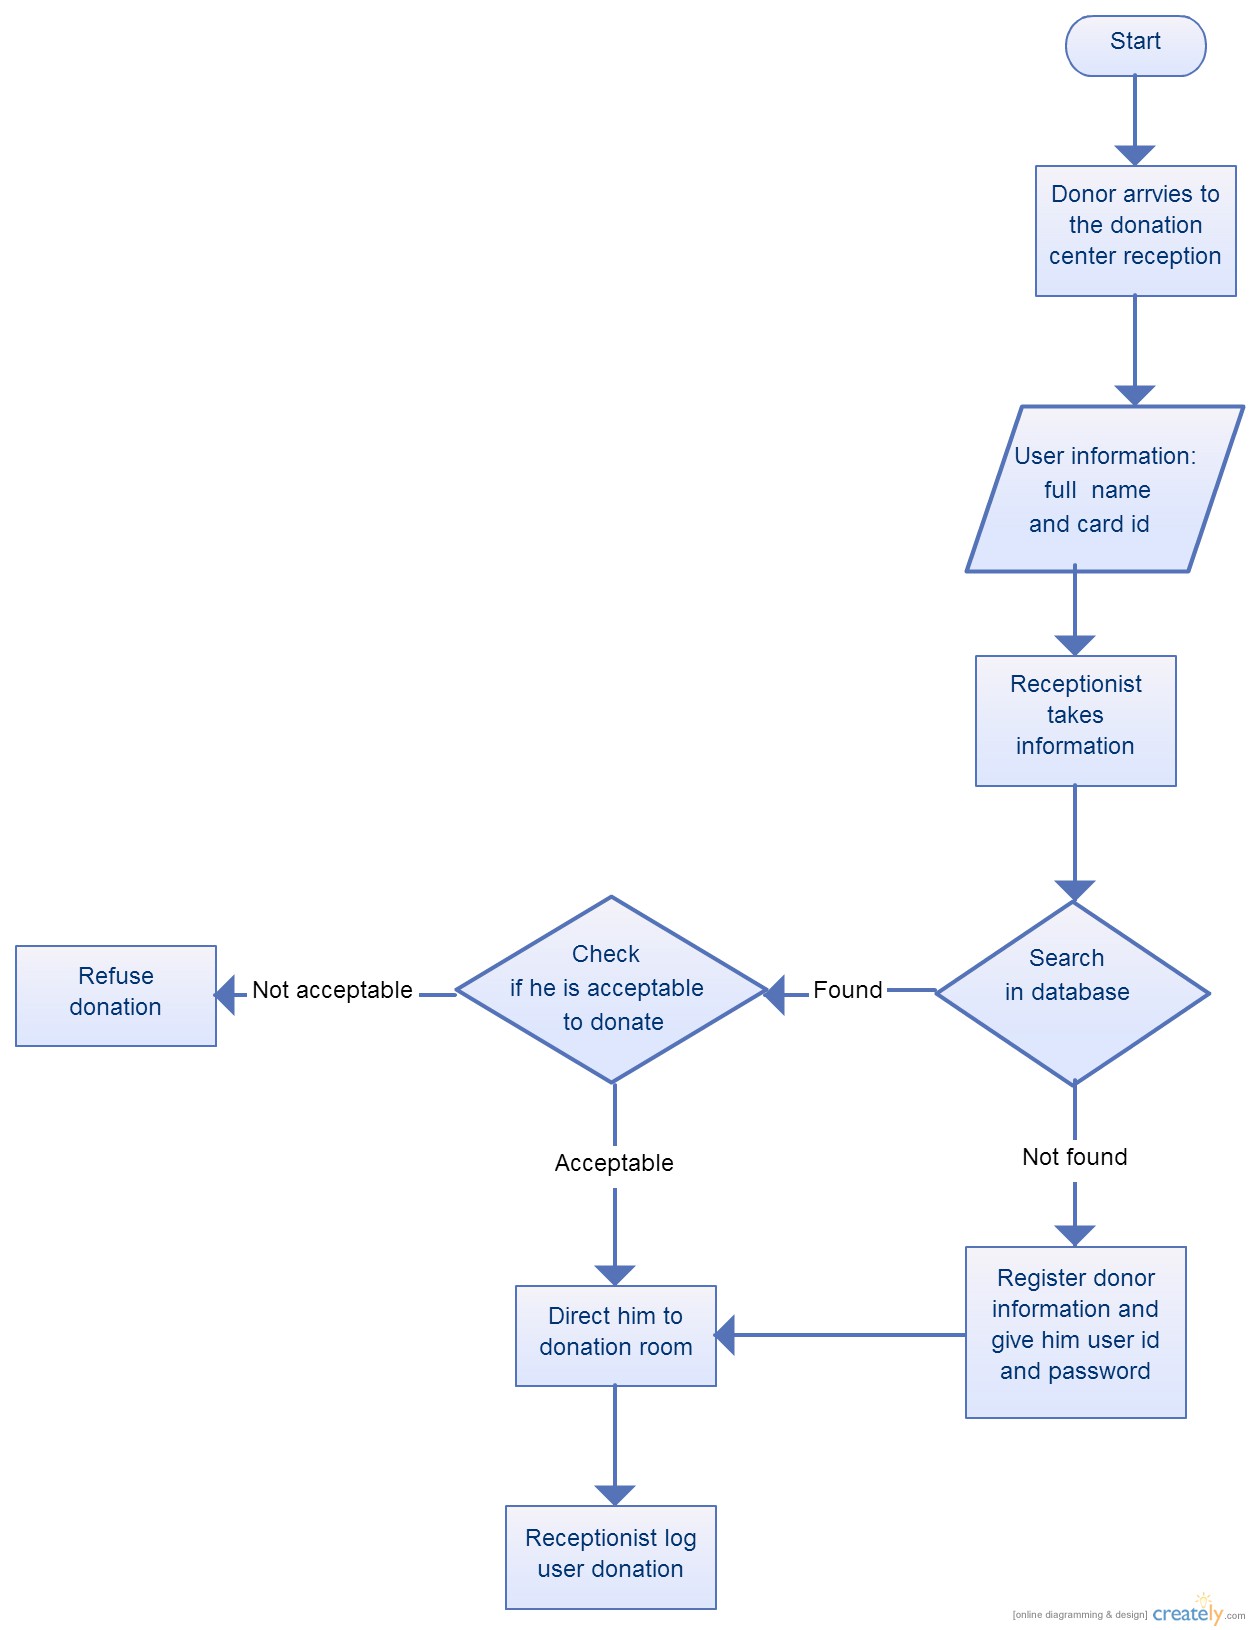 Start
Donor arrvies to
the donation
center reception
User information:
full name
and card id
Receptionist
takes
information
Search
in database
Found
Check
if he is acceptable
to donate
Not acceptable
Refuse
donation
Acceptable
Not found
Direct him to
donation room
Register donor
information and
give him user id
and password
Receptionist log
user donation
[online diagramming & design] creately.com